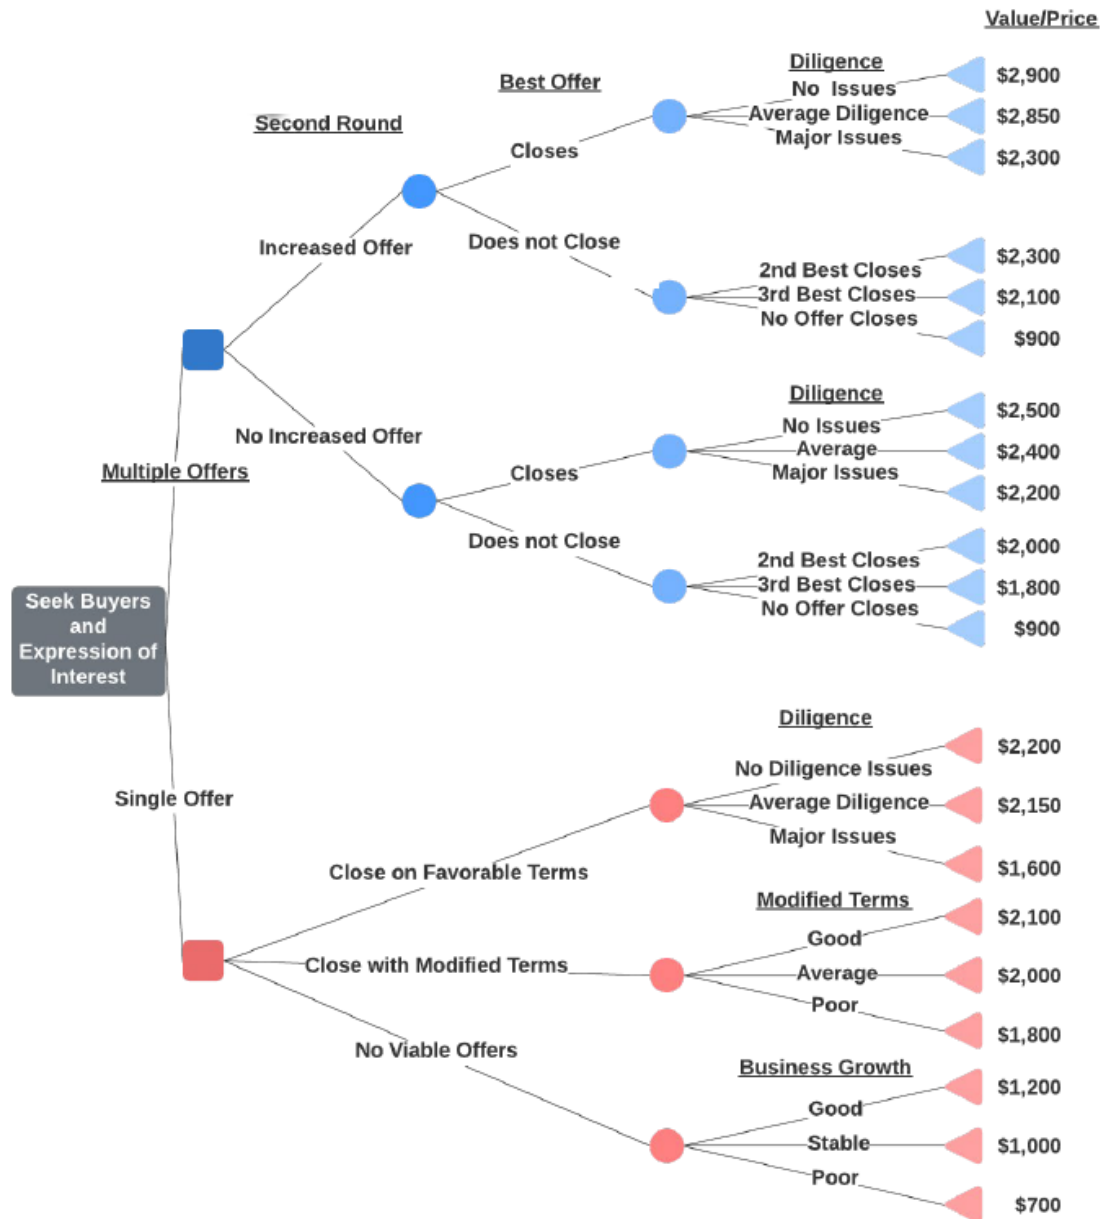 Value/Price
Diligence
Best Offer
Second Round
No Issues
$2,900
Average Diligence
$2,850
Major Issues
$2,300
Closes
Increased Offer
Does not Close
2nd Best Closes
$2,300
3rd Best Closes
$2,100
No Offer Closes
$900
Diligence
No Issues
$2,500
No Increased Offer
Average
$2,400
Multiple Offers
Closes
Major Issues
$2,200
Does not Close
2nd Best Closes
$2,000
3rd Best Closes
$1,800
No Offer Closes
$900
Seek Buyers
and
Expression of
Interest
Diligence
No Diligence Issues
$2,200
Single Offer
Average Diligence
$2,150
Major Issues
$1,600
Close on Favorable Terms
Modified Terms
Good
$2,100
Close with Modified Terms
Average
$2,000
Poor
$1,800
No Viable Offers
Business Growth
Good
$1,200
Stable
$1,000
Poor
$700